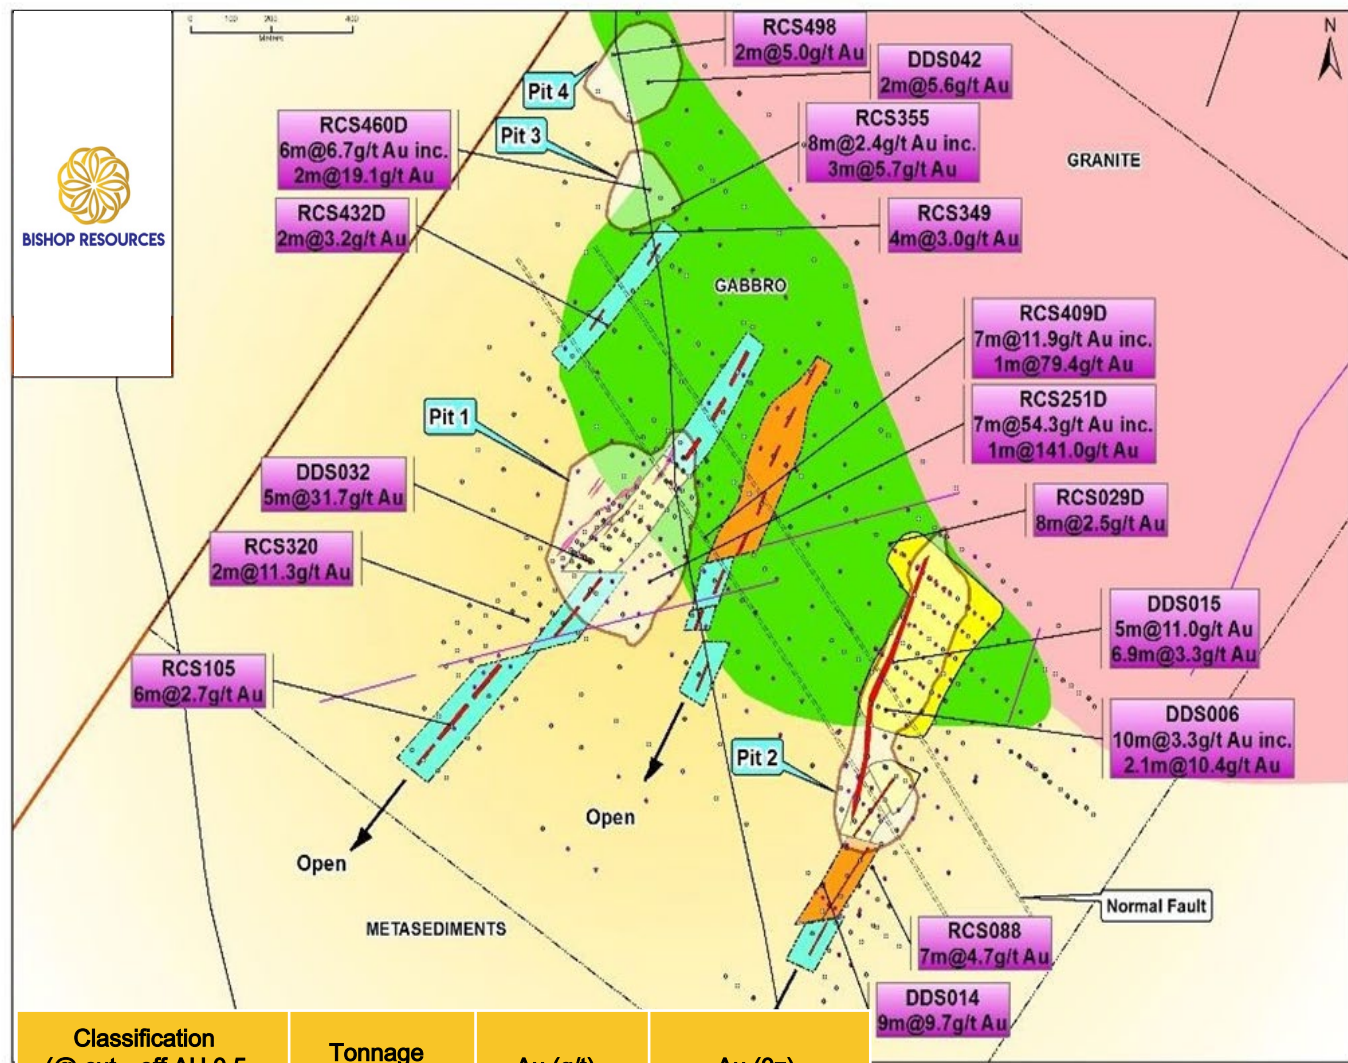 0 100 200 400
Meters
N
BISHOP RESOURCES
RCS498
2m@5.0g/t Au
DDS042
2m@5.6g/t Au
Pit 4
RCS460D
6m@6.7g/t Au inc.
2m@19.1g/t Au
Pit 3
RCS355
8m@2.4g/t Au inc.
3m@5.7g/t Au
GRANITE
RCS432D
2m@3.2g/t Au
RCS349
4m@3.0g/t Au
GABBRO
RCS409D
7m@11.9g/t Au inc.
1m@79.4g/t Au
Pit 1
RCS251D
7m@54.3g/t Au inc.
1m@141.0g/t Au
DDS032
5m@31.7g/t Au
RCS029D
8m@2.5g/t Au
RCS320
2m@11.3g/t Au
DDS015
5m@11.0g/t Au
6.9m@3.3g/t Au
RCS105
6m@2.7g/t Au
DDS006
10m@3.3g/t Au inc.
2.1m@10.4g/t Au
Pit 2
Open
Open
Normal Fault
METASEDIMENTS
RCS088
7m@4.7g/t Au
DDS014
9m@9.7g/t Au
Classification
Tonnage
Au (g/t)